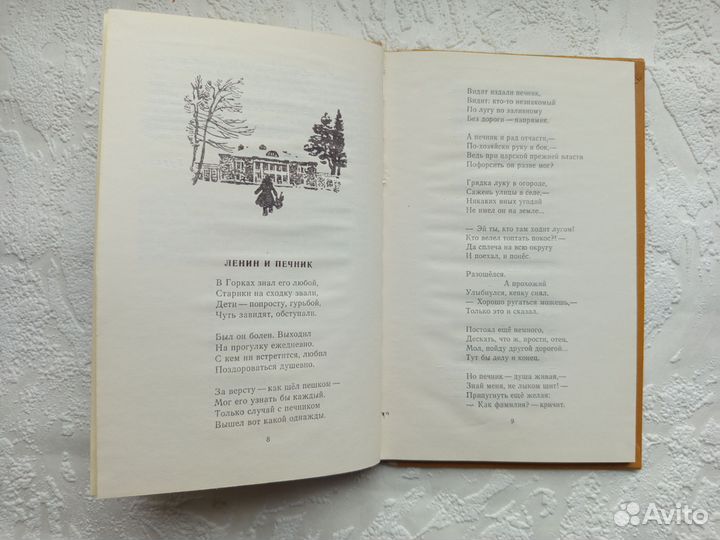 ЛЕНИН И ПЕЧНИК
В Горках знал его любой,
Старики на сходку звали,
Дети — попросту, гурьбой,
Чуть завидят, обступали.
Был он болен. Выходил
На прогулку ежедневно.
С кем ни встретится, любил
Поздороваться душевно.
За версту — как шёл пешком —
Мог его узнать бы каждый.
Только случай с печником
Вышел вот какой однажды.
8
Видит издали печник,
Видит: кто-то незнакомый
По лугу по заливному
Без дороги — напрямик.
А печник и рад отчасти, —
По-хозяйски руку в бок, —
Ведь при царской прежней власти
Пофорсить он разве мог?
Грядка луку в огороде,
Сажень улицы в селе, —
Никаких иных угодий
Не имел он на земле...
— Эй ты, кто там ходит лугом!
Кто велел топтать покос?! —
Да с плеча на всю округу
И поехал, и понёс.
Разошёлся.
А прохожий
Улыбнулся, кепку снял.
— Хорошо ругаться можешь, —
Только это и сказал.
Постоял ещё немного,
Дескать, что ж, прости, отец,
Мол, пойду другой дорогой...
Тут бы делу и конец.
Но печник — душа живая, —
Знай меня, не лыком шит! —
Припугнуть ещё желая:
— Как фамилия? — кричит.
9
Avito